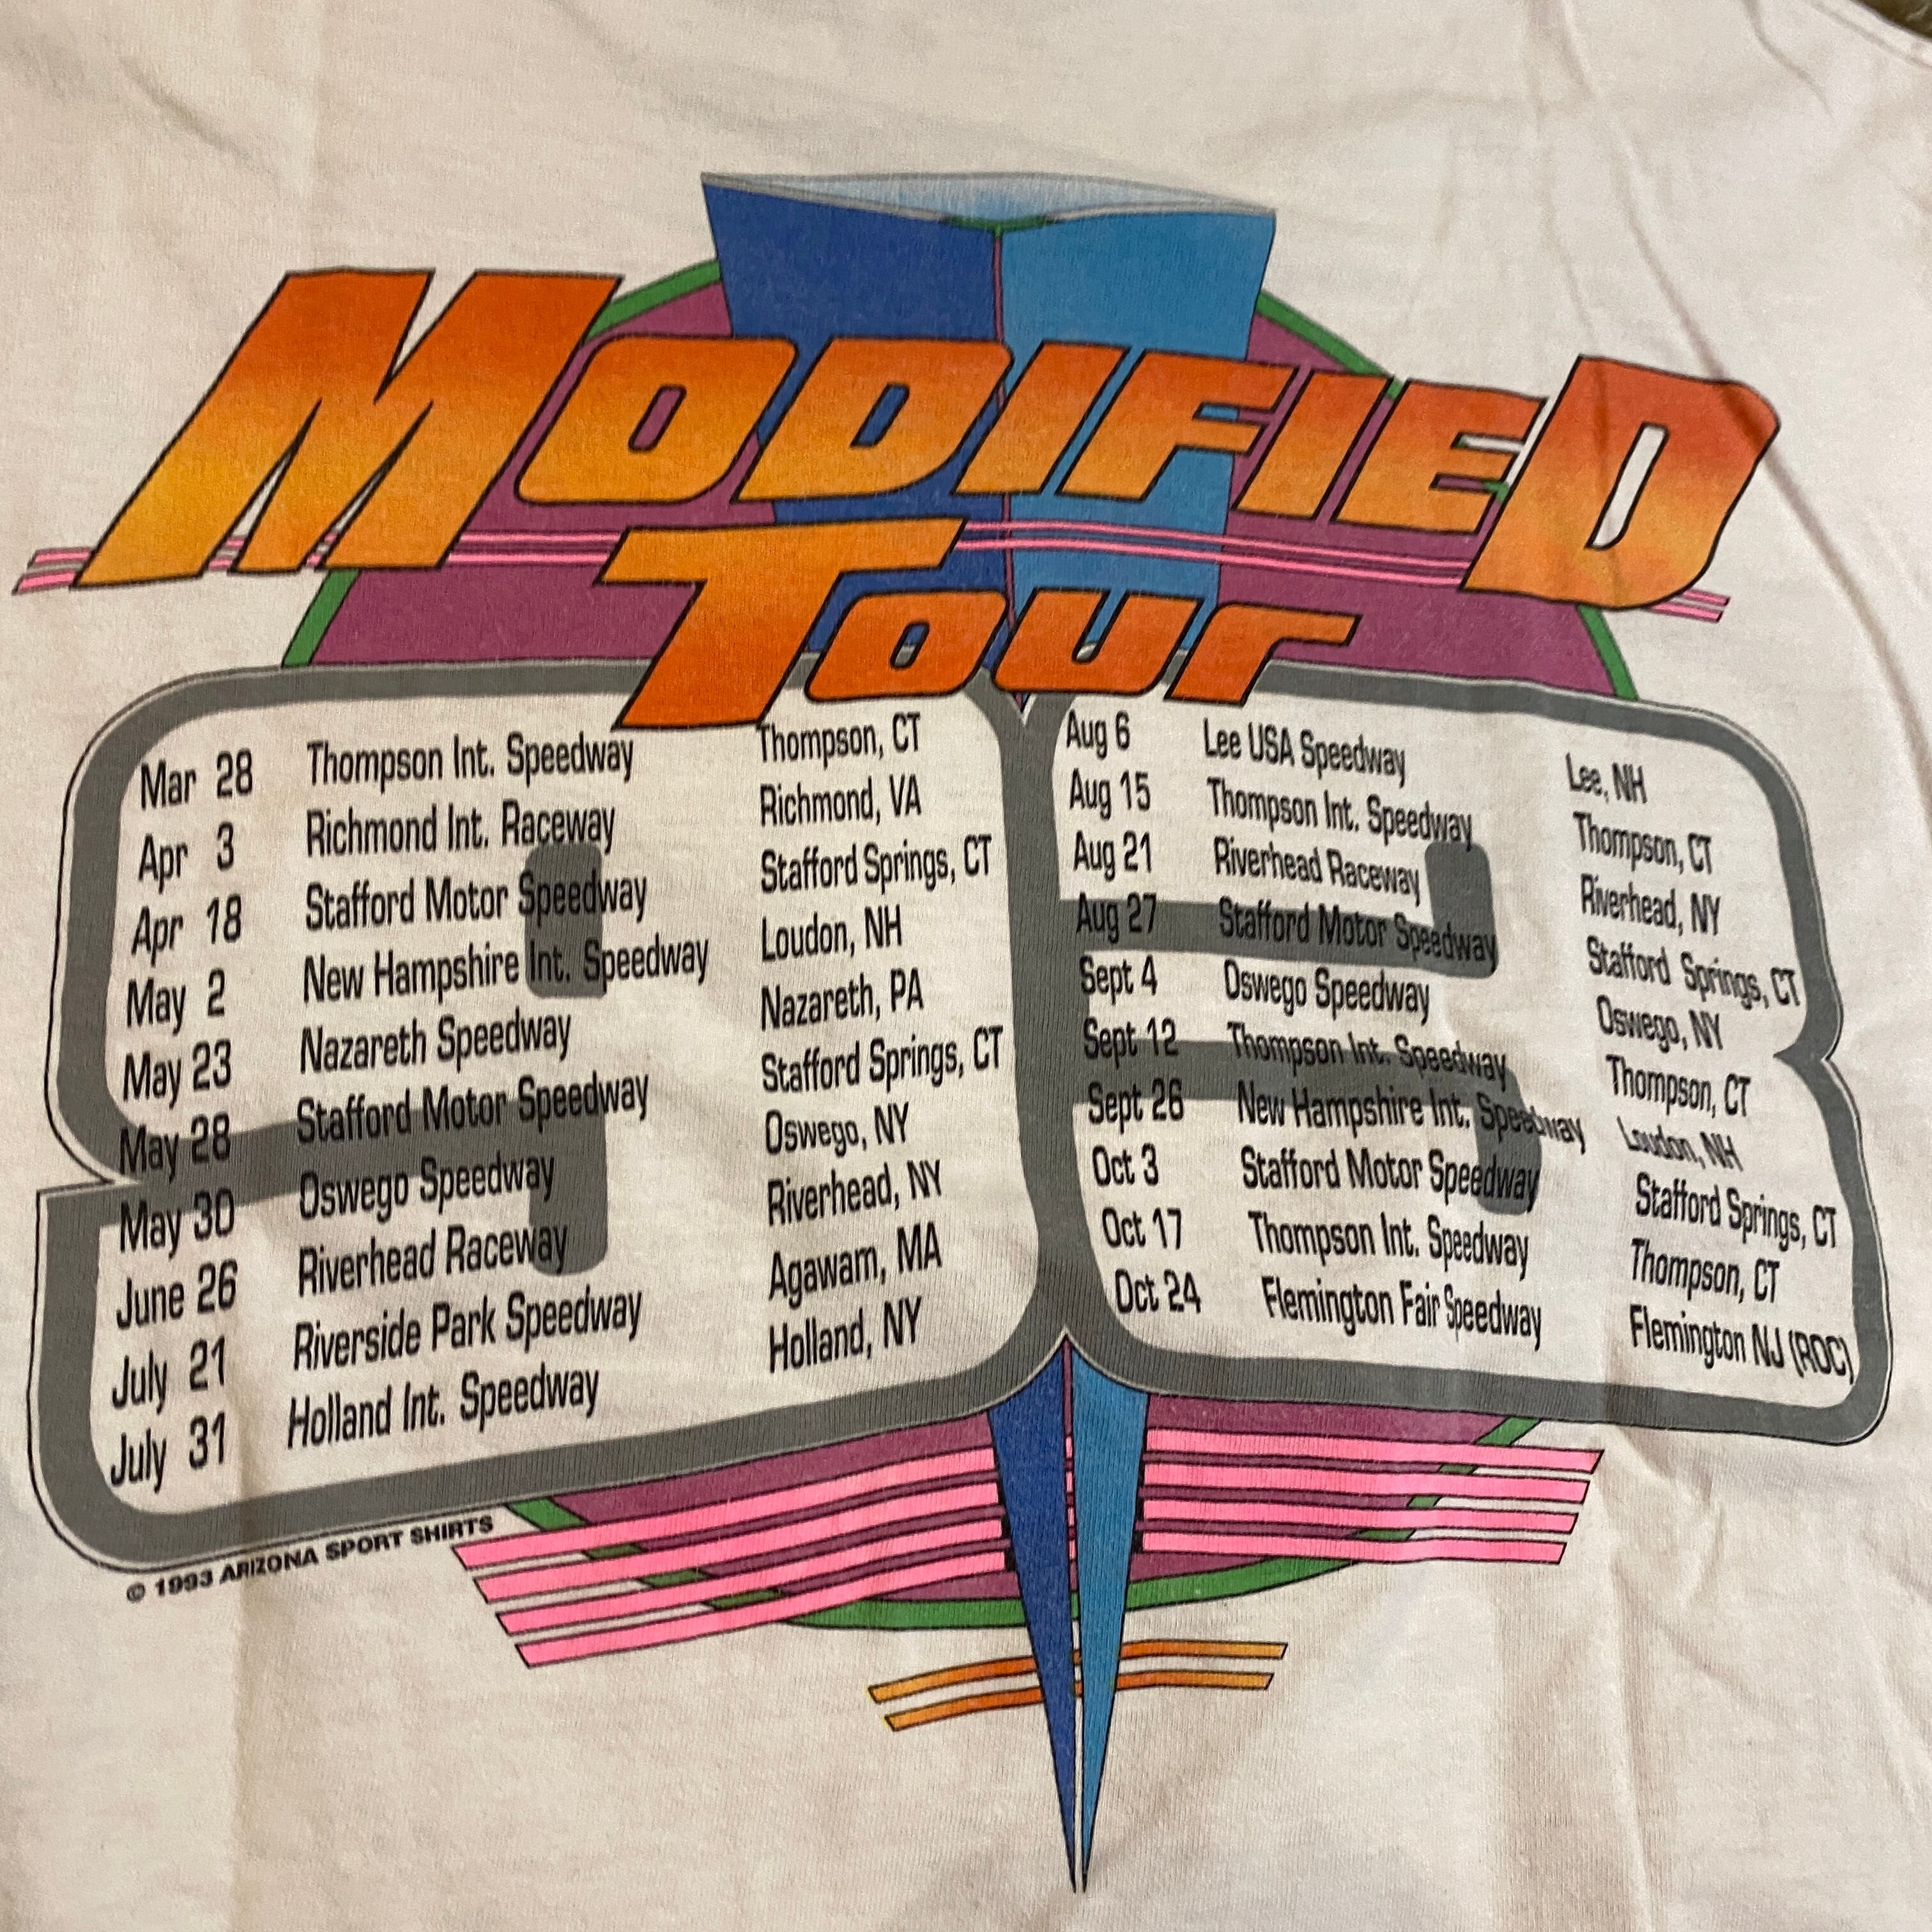 MODIFIED
TOUR
93
Mar 28 Thompson Int. Speedway Thompson, CT
Apr 3 Richmond Int. Raceway Richmond, VA
Apr 18 Stafford Motor Speedway Stafford Springs, CT
May 2 New Hampshire Int. Speedway Loudon, NH
May 23 Nazareth Speedway Nazareth, PA
May 28 Stafford Motor Speedway Stafford Springs, CT
May 30 Oswego Speedway Oswego, NY
June 26 Riverhead Raceway Riverhead, NY
July 21 Riverside Park Speedway Agawam, MA
July 31 Holland Int. Speedway Holland, NY
Aug 6 Lee USA Speedway Lee, NH
Aug 15 Thompson Int. Speedway Thompson, CT
Aug 21 Riverhead Raceway Riverhead, NY
Aug 27 Stafford Motor Speedway Stafford Springs, CT
Sept 4 Oswego Speedway Oswego, NY
Sept 12 Thompson Int. Speedway Thompson, CT
Sept 26 New Hampshire Int. Speedway Loudon, NH
Oct 3 Stafford Motor Speedway Stafford Springs, CT
Oct 17 Thompson Int. Speedway Thompson, CT
Oct 24 Flemington Fair Speedway Flemington NJ (ROC)
© 1993 ARIZONA SPORT SHIRTS